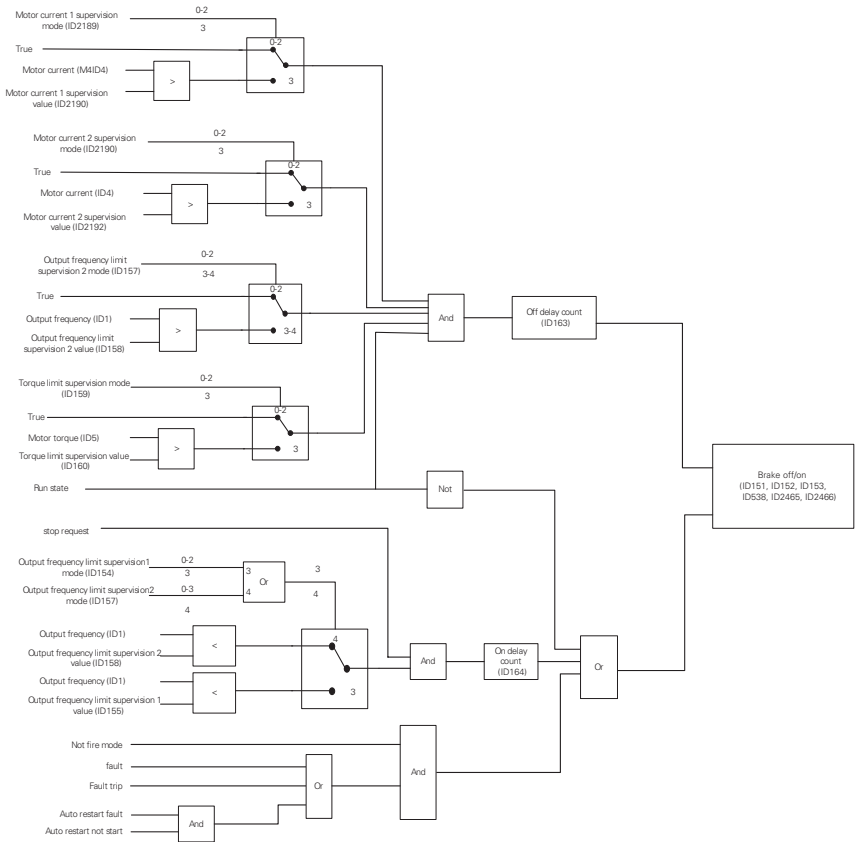 Motor current 1 supervision
mode (ID2189)
0-2
3
True
0-2
3
Motor current (M4ID4)
>
Motor current 1 supervision
value (ID2190)
Motor current 2 supervision
mode (ID2190)
0-2
3
True
0-2
3
Motor current (ID4)
>
Motor current 2 supervision
value (ID2192)
Output frequency limit
supervision 2 mode (ID157)
0-2
3-4
True
0-2
3-4
Output frequency (ID1)
>
Output frequency limit
supervision 2 value (ID158)
And
Off delay count
(ID163)
Torque limit supervision mode
(ID159)
0-2
3
True
0-2
3
Motor torque (ID5)
>
Torque limit supervision value
(ID160)
Run state
Not
Brake off/on
(ID151, ID152, ID153,
ID538, ID2465, ID2466)
stop request
Output frequency limit supervision1
mode (ID154)
0-2
3
3
Or
3
Output frequency limit supervision2
mode (ID157)
0-3
4
4
4
Output frequency (ID1)
<
Output frequency limit supervision 2
value (ID158)
4
3
Output frequency (ID1)
<
Output frequency limit supervision 1
value (ID155)
And
On delay
count
(ID164)
Or
Not fire mode
fault
Fault trip
Or
And
Auto restart fault
Auto restart not start
And